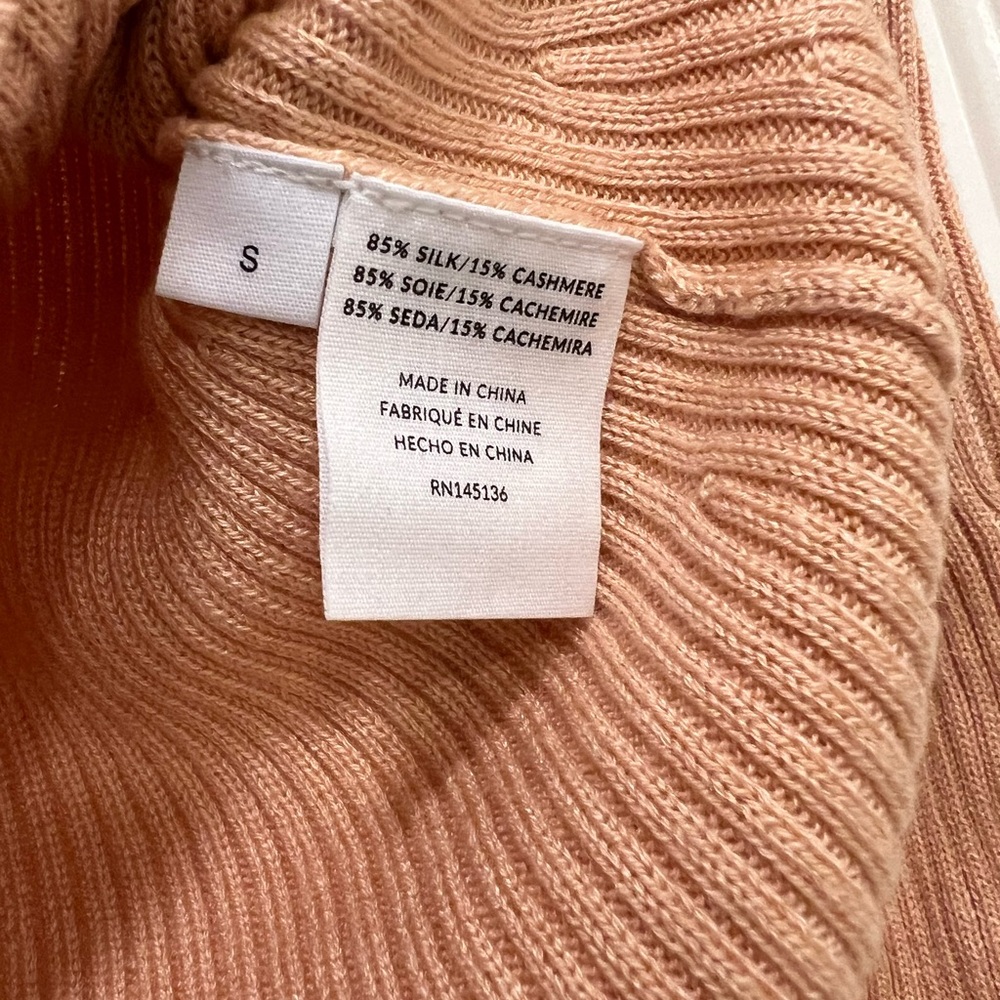 S
85% SILK/15% CASHMERE
85% SOIE/15% CACHEMIRE
85% SEDA/15% CACHEMIRA
MADE IN CHINA
FABRIQUÉ EN CHINE
HECHO EN CHINA
RN145136